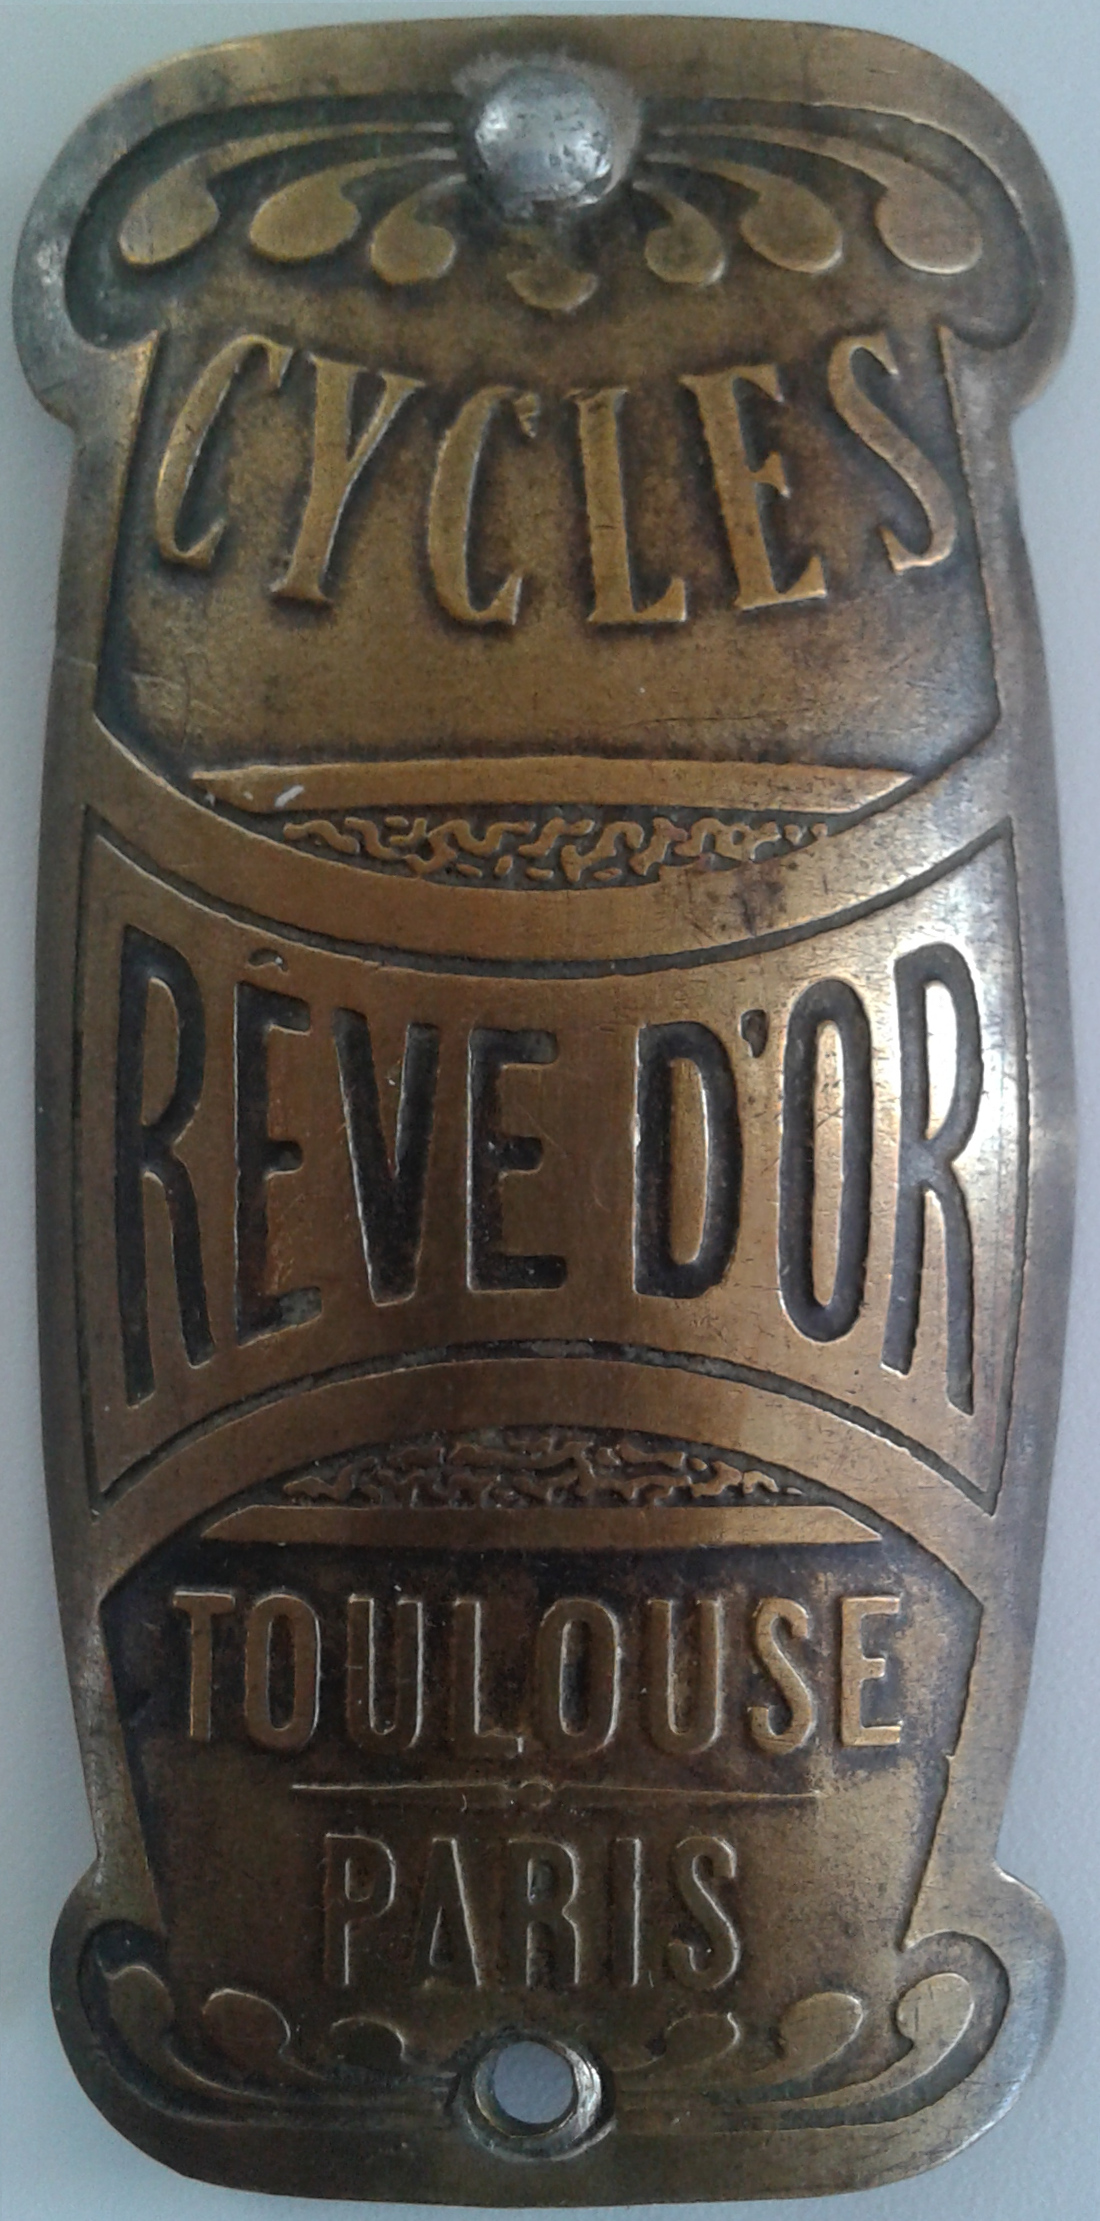 CYCLES
RÊVE D'OR
TOULOUSE
PARIS